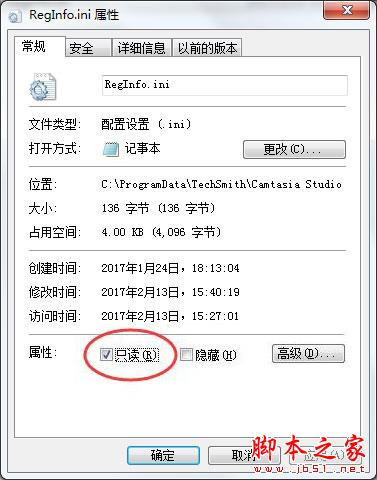 RegInfo.ini 属性
常规 安全 详细信息 以前的版本
RegInfo.ini
文件类型: 配置设置 (.ini)
打开方式: 记事本 更改(C)...
位置: C:\ProgramData\TechSmith\Camtasia Studio
大小: 136 字节 (136 字节)
占用空间: 4.00 KB (4,096 字节)
创建时间: 2017年1月24日，18:13:04
修改时间: 2017年2月13日，15:40:19
访问时间: 2017年2月13日，15:27:01
属性: 只读(R) 隐藏(H) 高级(D)...
确定 取消 应用(A)
脚本之家
www.jb51.net